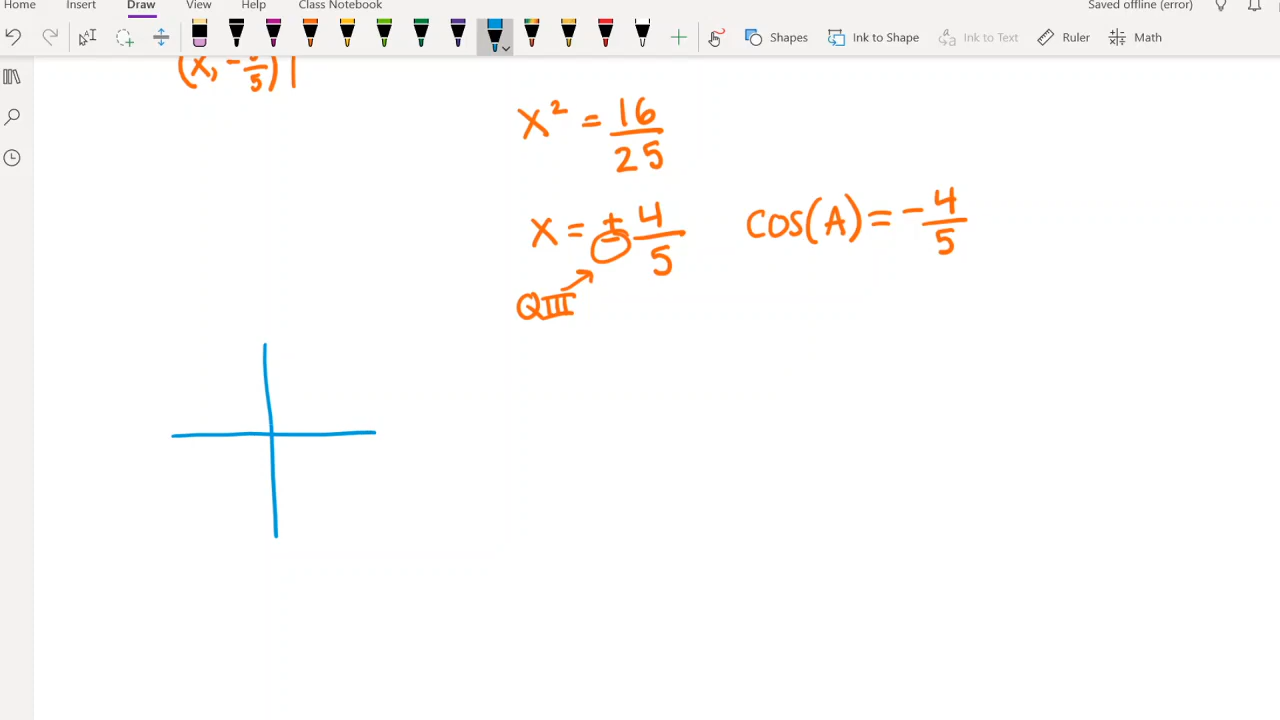 Home Insert Draw View Help Class Notebook Saved offline (error)
Shapes Ink to Shape Ink to Text Ruler Math
x² = 16/25
x = ± 4/5 cos(A) = - 4/5
QIII